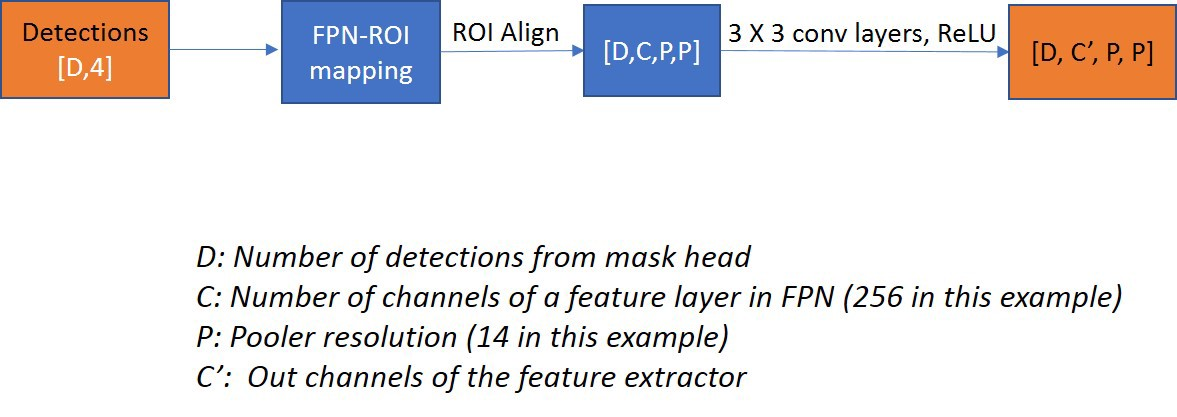 Detections
[D,4]
FPN-ROI
mapping
ROI Align
[D,C,P,P]
3 X 3 conv layers, ReLU
[D, C’, P, P]
D: Number of detections from mask head
C: Number of channels of a feature layer in FPN (256 in this example)
P: Pooler resolution (14 in this example)
C’:  Out channels of the feature extractor